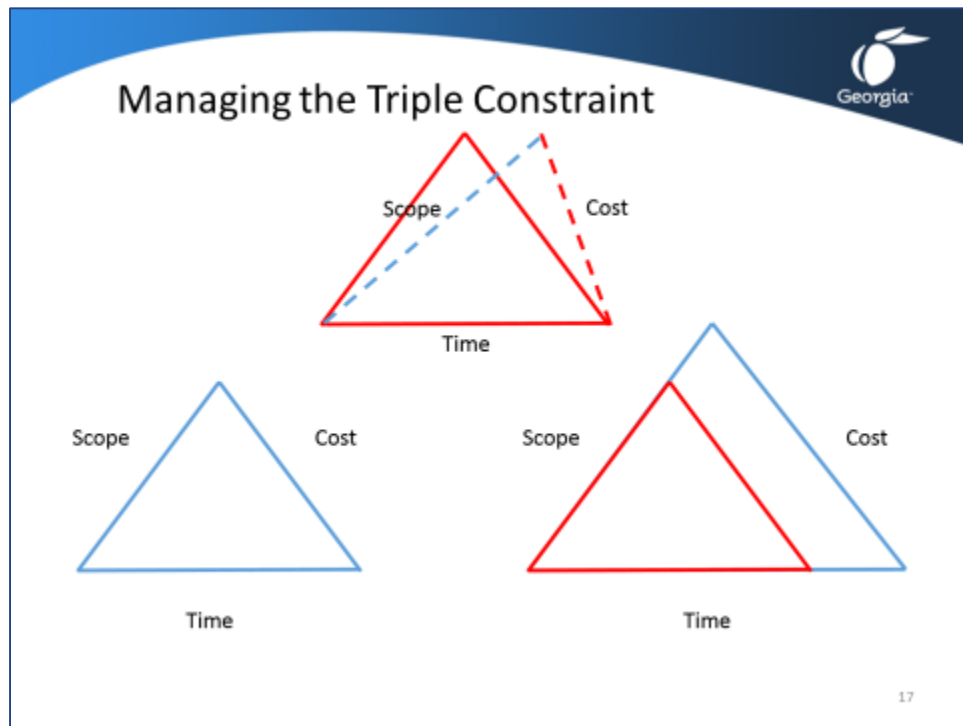 Georgia
Managing the Triple Constraint
Scope
Cost
Time
Scope
Cost
Time
Scope
Cost
Time
17